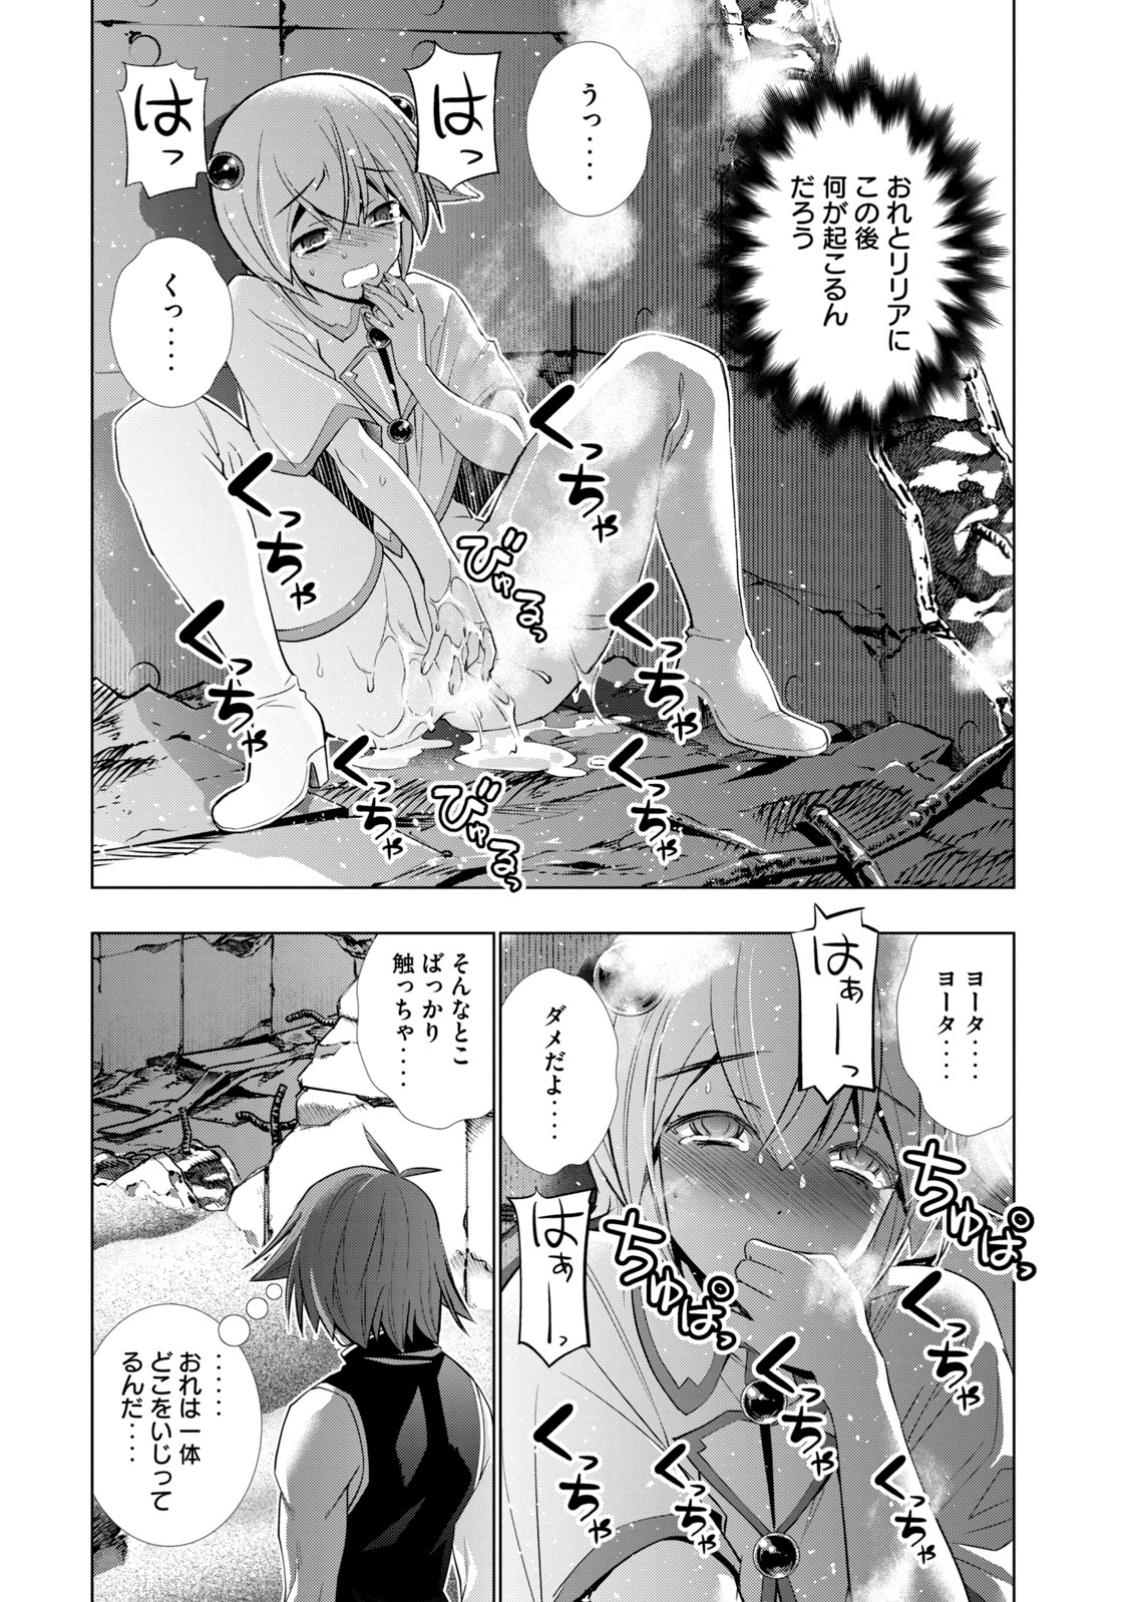 おれとリリアに
この後
何が起こるん
だろう
うっ‥‥
はっ
はっ
くっ‥‥
くっちゃ
くっちゃ
びゅるっ
くっちゃ
くっちゃ
くっちゃ
くっちゃ
びゅるっ
ヨータ‥‥
ヨータ‥‥
はぁーっ
ダメだよ‥‥
はぁーっ
ちゅぱっ
ちゅぱっ
くっちゃ
くっちゃ
くっちゃ
くっちゃ
そんなとこ
ばっかり
触っちゃ‥‥
‥‥‥
おれは一体
どこをいじって
るんだ‥‥